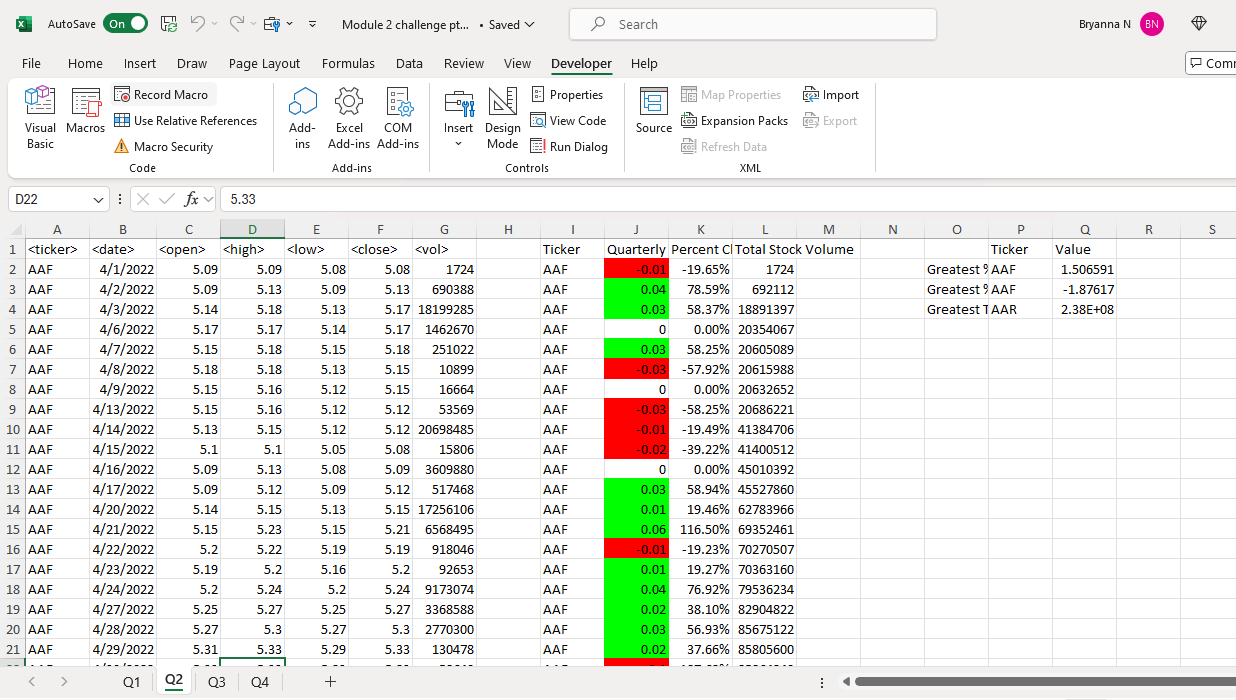 AutoSave On Module 2 challenge pt... • Saved Search Bryanna N BN
File Home Insert Draw Page Layout Formulas Data Review View Developer Help Comm
Visual Basic
Macros
Record Macro
Use Relative References
Macro Security
Code
Add-ins
Excel Add-ins
COM Add-ins
Add-ins
Insert
Design Mode
Properties
View Code
Run Dialog
Controls
Source
Map Properties
Expansion Packs
Refresh Data
Import
Export
XML
D22 fx 5.33
A B C D E F G H I J K L M N O P Q R S
1 <ticker> <date> <open> <high> <low> <close> <vol> Ticker Quarterly Percent Cl Total Stock Volume Ticker Value
2 AAF 4/1/2022 5.09 5.09 5.08 5.08 1724 AAF -0.01 -19.65% 1724 Greatest % AAF 1.506591
3 AAF 4/2/2022 5.09 5.13 5.09 5.13 690388 AAF 0.04 78.59% 692112 Greatest % AAF -1.87617
4 AAF 4/3/2022 5.14 5.18 5.13 5.17 18199285 AAF 0.03 58.37% 18891397 Greatest T AAR 2.38E+08
5 AAF 4/6/2022 5.17 5.17 5.14 5.17 1462670 AAF 0 0.00% 20354067
6 AAF 4/7/2022 5.15 5.18 5.15 5.18 251022 AAF 0.03 58.25% 20605089
7 AAF 4/8/2022 5.18 5.18 5.13 5.15 10899 AAF -0.03 -57.92% 20615988
8 AAF 4/9/2022 5.15 5.16 5.12 5.15 16664 AAF 0 0.00% 20632652
9 AAF 4/13/2022 5.15 5.16 5.12 5.12 53569 AAF -0.03 -58.25% 20686221
10 AAF 4/14/2022 5.13 5.15 5.12 5.12 20698485 AAF -0.01 -19.49% 41384706
11 AAF 4/15/2022 5.1 5.1 5.05 5.08 15806 AAF -0.02 -39.22% 41400512
12 AAF 4/16/2022 5.09 5.13 5.08 5.09 3609880 AAF 0 0.00% 45010392
13 AAF 4/17/2022 5.09 5.12 5.09 5.12 517468 AAF 0.03 58.94% 45527860
14 AAF 4/20/2022 5.14 5.15 5.13 5.15 17256106 AAF 0.01 19.46% 62783966
15 AAF 4/21/2022 5.15 5.23 5.15 5.21 6568495 AAF 0.06 116.50% 69352461
16 AAF 4/22/2022 5.2 5.22 5.19 5.19 918046 AAF -0.01 -19.23% 70270507
17 AAF 4/23/2022 5.19 5.2 5.16 5.2 92653 AAF 0.01 19.27% 70363160
18 AAF 4/24/2022 5.2 5.24 5.2 5.24 9173074 AAF 0.04 76.92% 79536234
19 AAF 4/27/2022 5.25 5.27 5.25 5.27 3368588 AAF 0.02 38.10% 82904822
20 AAF 4/28/2022 5.27 5.3 5.27 5.3 2770300 AAF 0.03 56.93% 85675122
21 AAF 4/29/2022 5.31 5.33 5.29 5.33 130478 AAF 0.02 37.66% 85805600
Q1 Q2 Q3 Q4 +